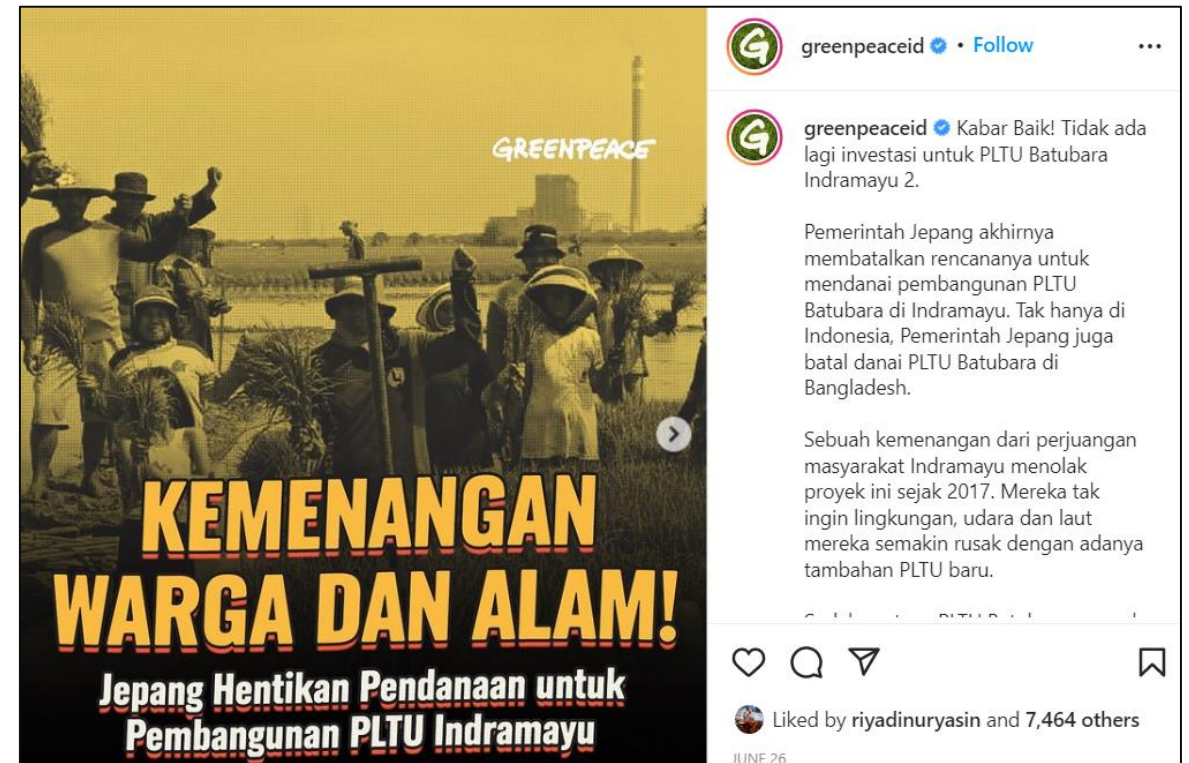 GREENPEACE
KEMENANGAN
WARGA DAN ALAM!
Jepang Hentikan Pendanaan untuk
Pembangunan PLTU Indramayu
greenpeaceid • Follow
greenpeaceid Kabar Baik! Tidak ada
lagi investasi untuk PLTU Batubara
Indramayu 2.
Pemerintah Jepang akhirnya
membatalkan rencananya untuk
mendanai pembangunan PLTU
Batubara di Indramayu. Tak hanya di
Indonesia, Pemerintah Jepang juga
batal danai PLTU Batubara di
Bangladesh.
Sebuah kemenangan dari perjuangan
masyarakat Indramayu menolak
proyek ini sejak 2017. Mereka tak
ingin lingkungan, udara dan laut
mereka semakin rusak dengan adanya
tambahan PLTU baru.
Liked by riyadinuryasin and 7,464 others
JUNE 26